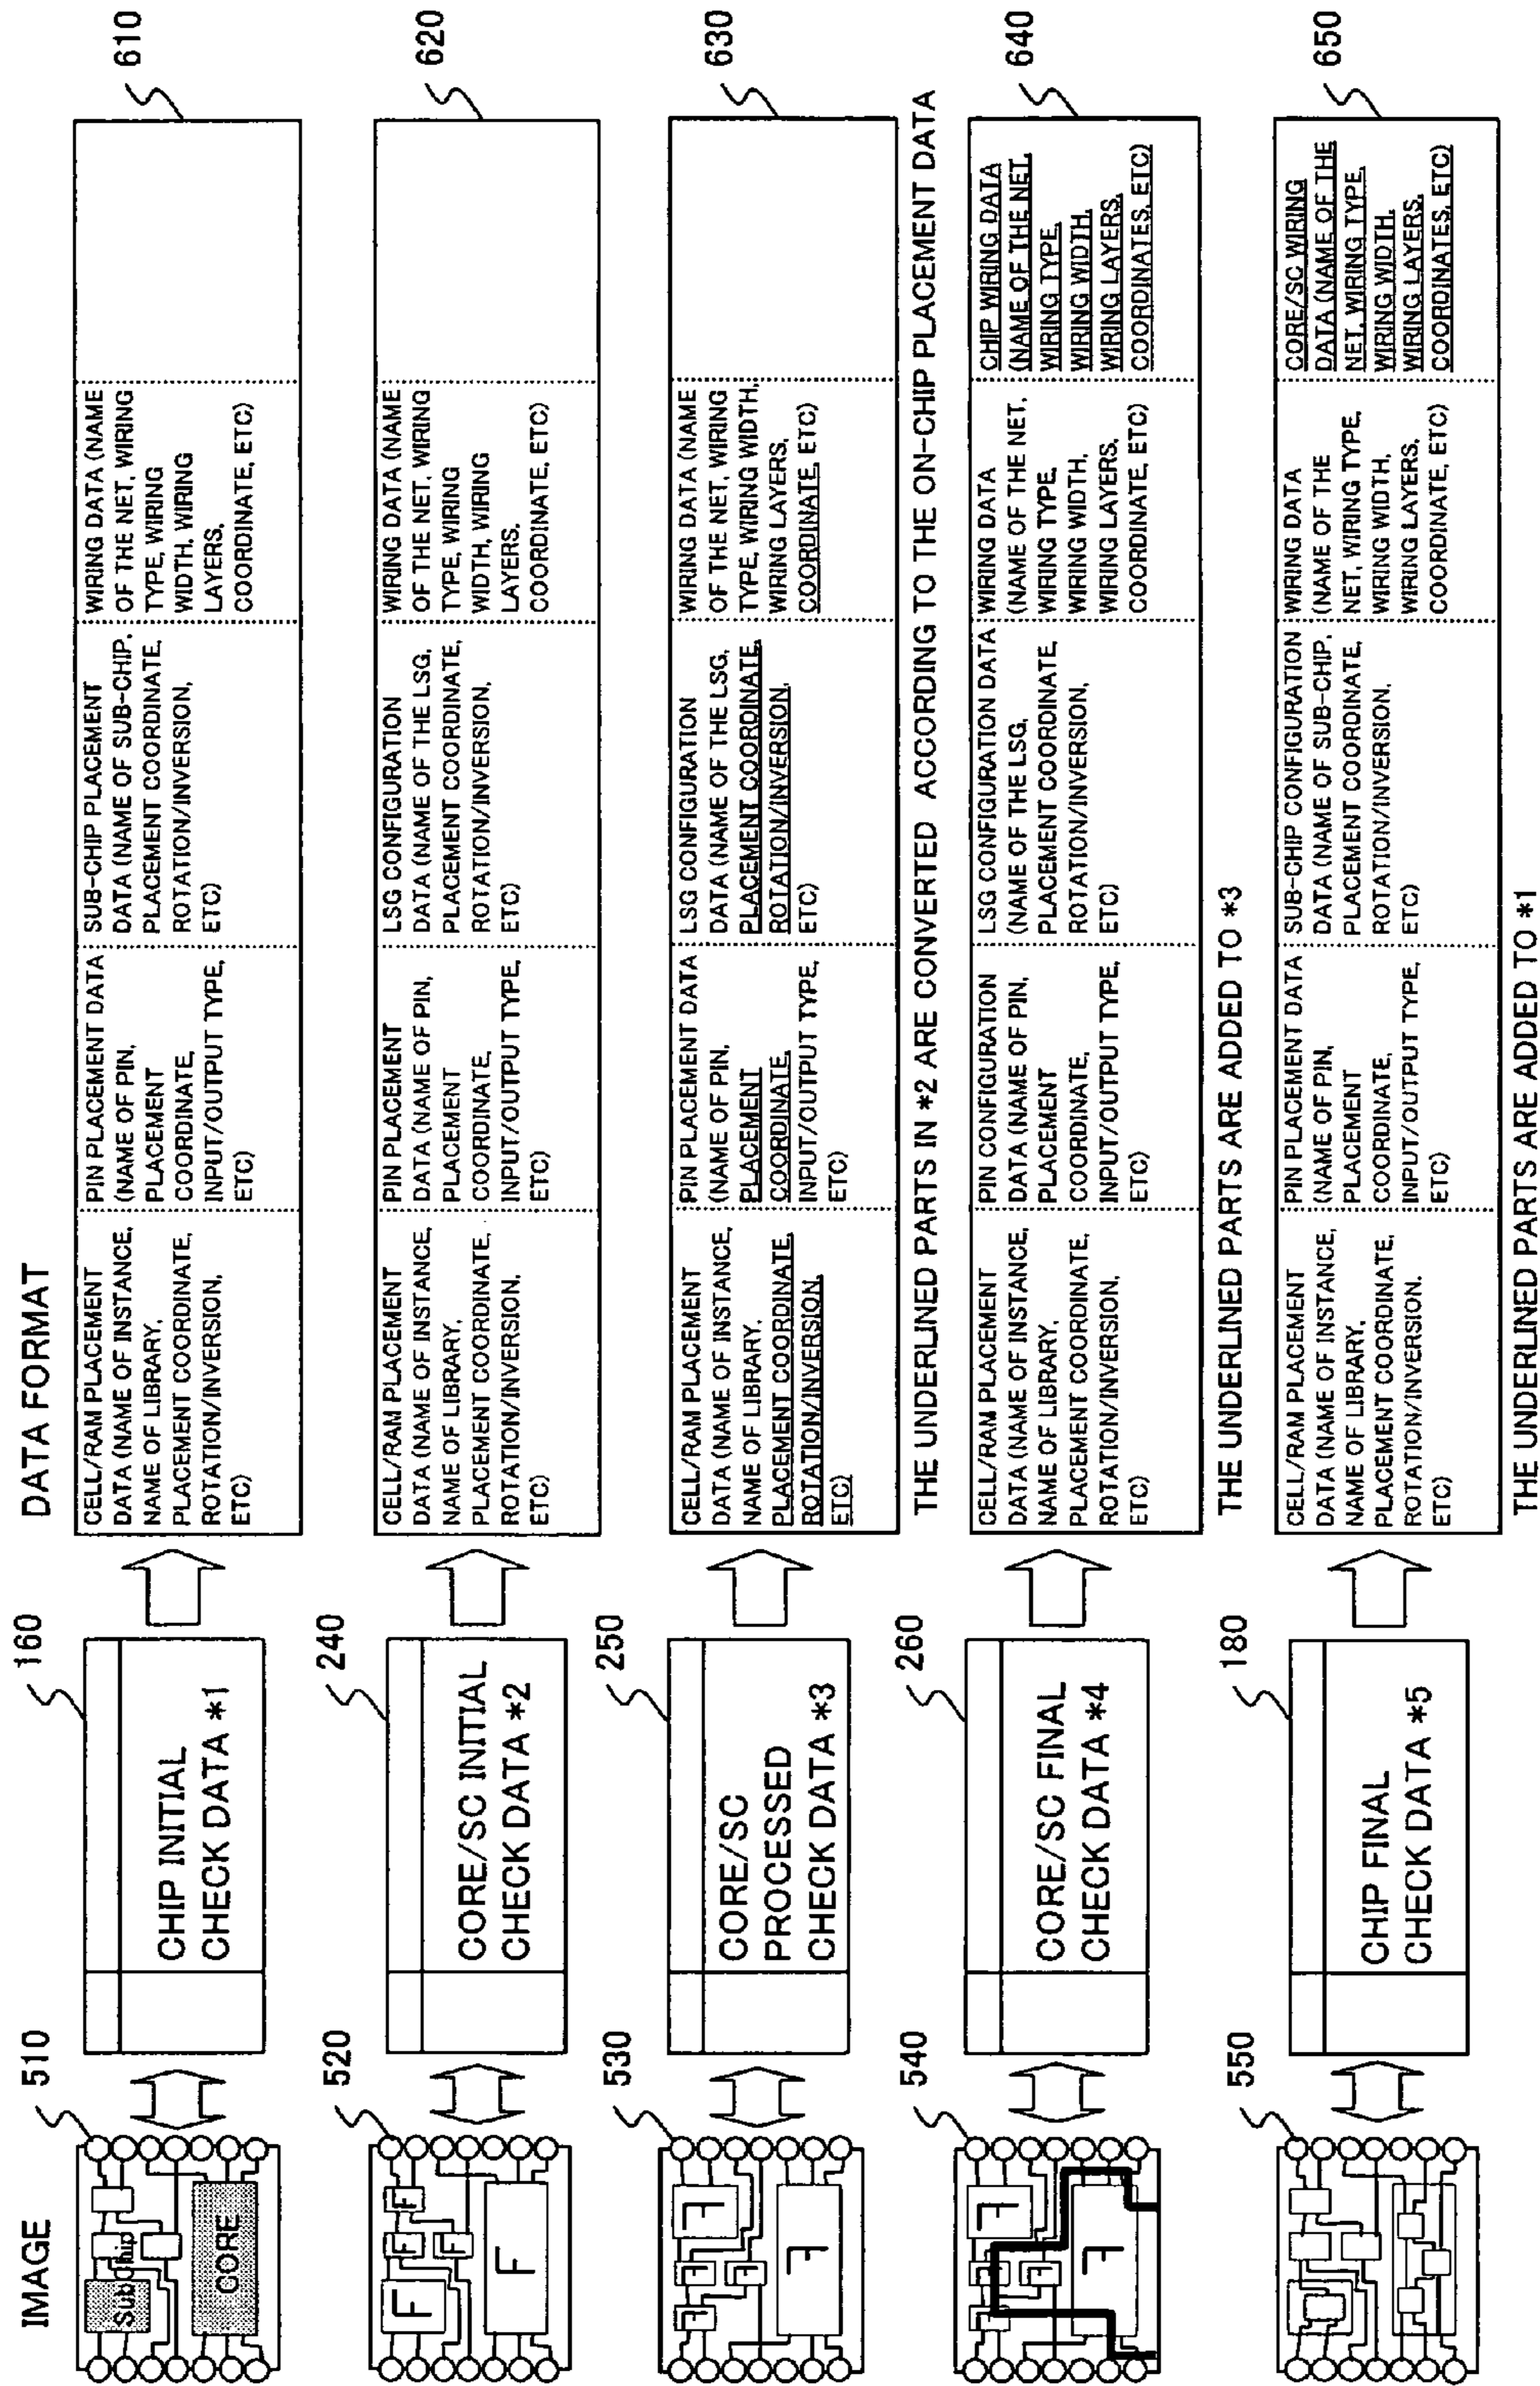 IMAGE
DATA FORMAT
510
Sub Chip
CORE
160
CHIP INITIAL
CHECK DATA *1
610
CELL/RAM PLACEMENT
DATA (NAME OF INSTANCE,
NAME OF LIBRARY,
PLACEMENT COORDINATE,
ROTATION/INVERSION,
ETC)
PIN PLACEMENT DATA
(NAME OF PIN,
PLACEMENT
COORDINATE,
INPUT/OUTPUT TYPE,
ETC)
SUB-CHIP PLACEMENT
DATA (NAME OF SUB-CHIP,
PLACEMENT COORDINATE,
ROTATION/INVERSION,
ETC)
WIRING DATA (NAME
OF THE NET, WIRING
TYPE, WIRING
WIDTH, WIRING
LAYERS,
COORDINATE, ETC)
520
F
F
F
F
F
240
CORE/SC INITIAL
CHECK DATA *2
620
CELL/RAM PLACEMENT
DATA (NAME OF INSTANCE,
NAME OF LIBRARY,
PLACEMENT COORDINATE,
ROTATION/INVERSION,
ETC)
PIN PLACEMENT
DATA (NAME OF PIN,
PLACEMENT
COORDINATE,
INPUT/OUTPUT TYPE,
ETC)
LSG CONFIGURATION
DATA (NAME OF THE LSG,
PLACEMENT COORDINATE,
ROTATION/INVERSION,
ETC)
WIRING DATA (NAME
OF THE NET, WIRING
TYPE, WIRING
WIDTH, WIRING
LAYERS,
COORDINATE, ETC)
530
F
F
F
F
F
250
CORE/SC
PROCESSED
CHECK DATA *3
630
CELL/RAM PLACEMENT
DATA (NAME OF INSTANCE,
NAME OF LIBRARY,
PLACEMENT COORDINATE,
ROTATION/INVERSION,
ETC)
PIN PLACEMENT DATA
(NAME OF PIN,
PLACEMENT
COORDINATE,
INPUT/OUTPUT TYPE,
ETC)
LSG CONFIGURATION
DATA (NAME OF THE LSG,
PLACEMENT COORDINATE,
ROTATION/INVERSION,
ETC)
WIRING DATA (NAME
OF THE NET, WIRING
TYPE, WIRING WIDTH,
WIRING LAYERS,
COORDINATE, ETC)
THE UNDERLINED PARTS IN *2 ARE CONVERTED ACCORDING TO THE ON-CHIP PLACEMENT DATA
540
F
F
F
F
F
260
CORE/SC FINAL
CHECK DATA *4
640
CELL/RAM PLACEMENT
DATA (NAME OF INSTANCE,
NAME OF LIBRARY,
PLACEMENT COORDINATE,
ROTATION/INVERSION,
ETC)
PIN CONFIGURATION
DATA (NAME OF PIN,
PLACEMENT
COORDINATE,
INPUT/OUTPUT TYPE,
ETC)
LSG CONFIGURATION DATA
(NAME OF THE LSG,
PLACEMENT COORDINATE,
ROTATION/INVERSION,
ETC)
WIRING DATA
(NAME OF THE NET,
WIRING TYPE,
WIRING WIDTH,
WIRING LAYERS,
COORDINATE, ETC)
CHIP WIRING DATA
(NAME OF THE NET,
WIRING TYPE,
WIRING WIDTH,
WIRING LAYERS,
COORDINATES, ETC)
THE UNDERLINED PARTS ARE ADDED TO *3
550
180
CHIP FINAL
CHECK DATA *5
650
CELL/RAM PLACEMENT
DATA (NAME OF INSTANCE,
NAME OF LIBRARY,
PLACEMENT COORDINATE,
ROTATION/INVERSION.
ETC)
PIN PLACEMENT DATA
(NAME OF PIN,
PLACEMENT
COORDINATE,
INPUT/OUTPUT TYPE,
ETC)
SUB-CHIP CONFIGURATION
DATA (NAME OF SUB-CHIP,
PLACEMENT COORDINATE,
ROTATION/INVERSION,
ETC)
WIRING DATA
(NAME OF THE
NET, WIRING TYPE,
WIRING WIDTH,
WIRING LAYERS,
COORDINATE, ETC)
CORE/SC WIRING
DATA (NAME OF THE
NET, WIRING TYPE,
WIRING WIDTH,
WIRING LAYERS,
COORDINATES, ETC)
THE UNDERLINED PARTS ARE ADDED TO *1